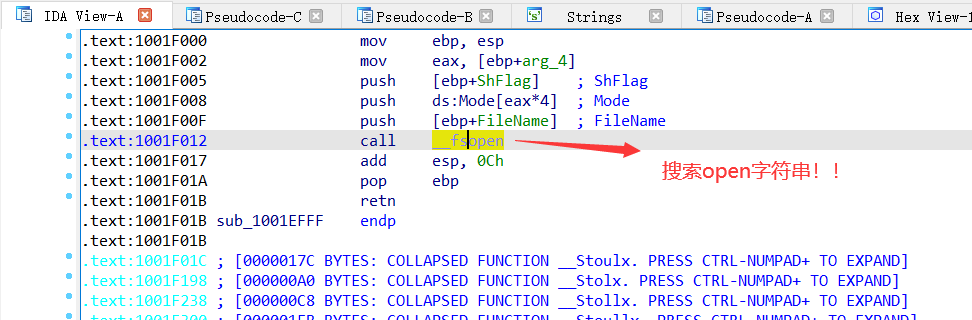 IDA View-A Pseudocode-C Pseudocode-B Strings Pseudocode-A Hex View-1
.text:1001F000 mov ebp, esp
.text:1001F002 mov eax, [ebp+arg_4]
.text:1001F005 push [ebp+ShFlag] ; ShFlag
.text:1001F008 push ds:Mode[eax*4] ; Mode
.text:1001F00F push [ebp+FileName] ; FileName
.text:1001F012 call __fsopen
.text:1001F017 add esp, 0Ch
.text:1001F01A pop ebp
.text:1001F01B retn
.text:1001F01B sub_1001EFFF endp
.text:1001F01B
搜索open字符串！！
.text:1001F01C ; [0000017C BYTES: COLLAPSED FUNCTION __Stoulx. PRESS CTRL-NUMPAD+ TO EXPAND]
.text:1001F198 ; [000000A0 BYTES: COLLAPSED FUNCTION __Stolx. PRESS CTRL-NUMPAD+ TO EXPAND]
.text:1001F238 ; [000000C8 BYTES: COLLAPSED FUNCTION __Stollx. PRESS CTRL-NUMPAD+ TO EXPAND]